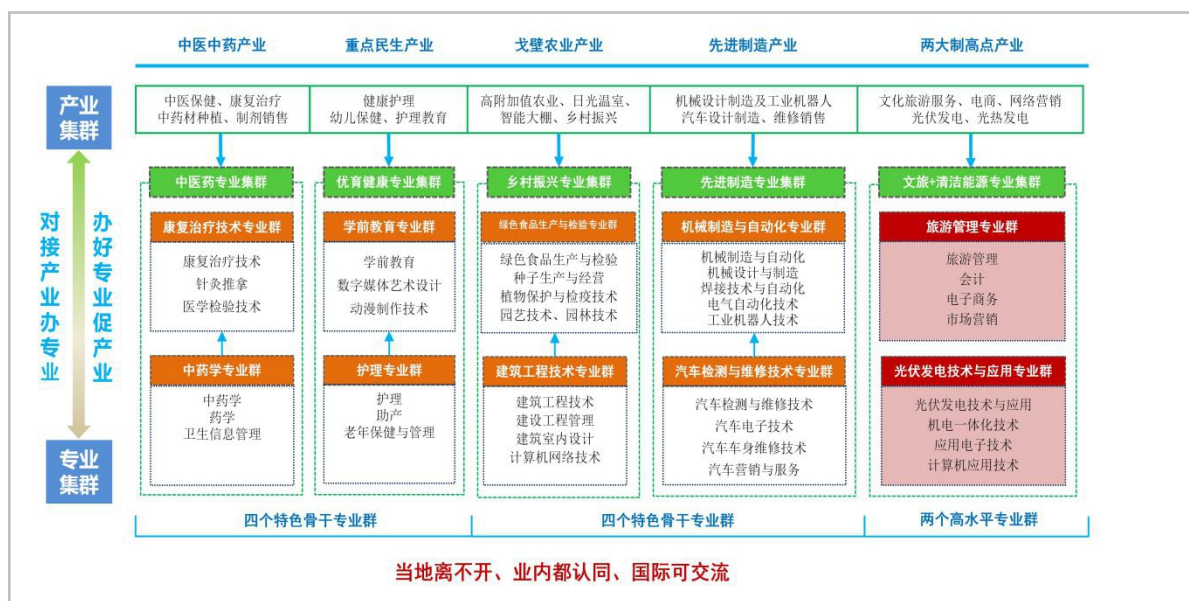 中医中药产业
重点民生产业
戈壁农业产业
先进制造产业
两大制高点产业
产业
集群
中医保健、康复治疗
中药材种植、制剂销售
健康护理
幼儿保健、护理教育
高附加值农业、日光温室、
智能大棚、乡村振兴
机械设计制造及工业机器人
汽车设计制造、维修销售
文化旅游服务、电商、网络营销
光伏发电、光热发电
对接产业办专业
办好专业促产业
中医药专业集群
优育健康专业集群
乡村振兴专业集群
先进制造专业集群
文旅+清洁能源专业集群
康复治疗技术专业群
康复治疗技术
针灸推拿
医学检验技术
学前教育专业群
学前教育
数字媒体艺术设计
动漫制作技术
绿色食品生产与检验专业群
绿色食品生产与检验
种子生产与经营
植物保护与检疫技术
园艺技术、园林技术
机械制造与自动化专业群
机械制造与自动化
机械设计与制造
焊接技术与自动化
电气自动化技术
工业机器人技术
旅游管理专业群
旅游管理
会计
电子商务
市场营销
中药学专业群
中药学
药学
卫生信息管理
护理专业群
护理
助产
老年保健与管理
建筑工程技术专业群
建筑工程技术
建设工程管理
建筑室内设计
计算机网络技术
汽车检测与维修技术专业群
汽车检测与维修技术
汽车电子技术
汽车车身维修技术
汽车营销与服务
光伏发电技术与应用专业群
光伏发电技术与应用
机电一体化技术
应用电子技术
计算机应用技术
专业
集群
四个特色骨干专业群
四个特色骨干专业群
两个高水平专业群
当地离不开、业内都认同、国际可交流